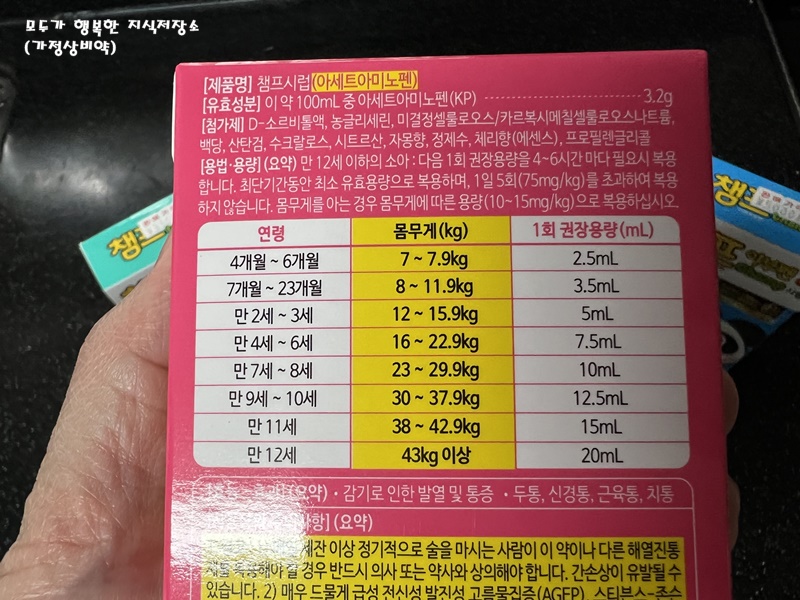 모두가 행복한 지식저장소
(가정상비약)
[제품명] 챔프시럽(아세트아미노펜)
[유효성분] 이 약 100mL 중 아세트아미노펜(KP) ------------------------ 3.2g
[첨가제] D-소르비톨액, 농글리세린, 미결정셀룰로오스/카르복시메칠셀룰로오스나트륨,
백당, 산탄검, 수크랄로스, 시트르산, 자몽향, 정제수, 체리향(에센스), 프로필렌글리콜
[용법·용량] (요약) 만 12세 이하의 소아 : 다음 1회 권장용량을 4~6시간 마다 필요시 복용
합니다. 최단기간동안 최소 유효용량으로 복용하며, 1일 5회(75mg/kg)를 초과하여 복용
하지 않습니다. 몸무게를 아는 경우 몸무게에 따른 용량(10~15mg/kg)으로 복용하십시오.
연령 몸무게(kg) 1회 권장용량(mL)
4개월 ~ 6개월 7 ~ 7.9kg 2.5mL
7개월 ~ 23개월 8 ~ 11.9kg 3.5mL
만 2세 ~ 3세 12 ~ 15.9kg 5mL
만 4세 ~ 6세 16 ~ 22.9kg 7.5mL
만 7세 ~ 8세 23 ~ 29.9kg 10mL
만 9세 ~ 10세 30 ~ 37.9kg 12.5mL
만 11세 38 ~ 42.9kg 15mL
만 12세 43kg 이상 20mL
(요약) · 감기로 인한 발열 및 통증 · 두통, 신경통, 근육통, 치통
(요약)
세잔 이상 정기적으로 술을 마시는 사람이 이 약이나 다른 해열진통
제를 복용해야 할 경우 반드시 의사 또는 약사와 상의해야 합니다. 간손상이 유발될 수
있습니다. 2) 매우 드물게 급성 전신성 발진성 고름물집증(AGEP), 스티븐스-존슨
챔프
챔프